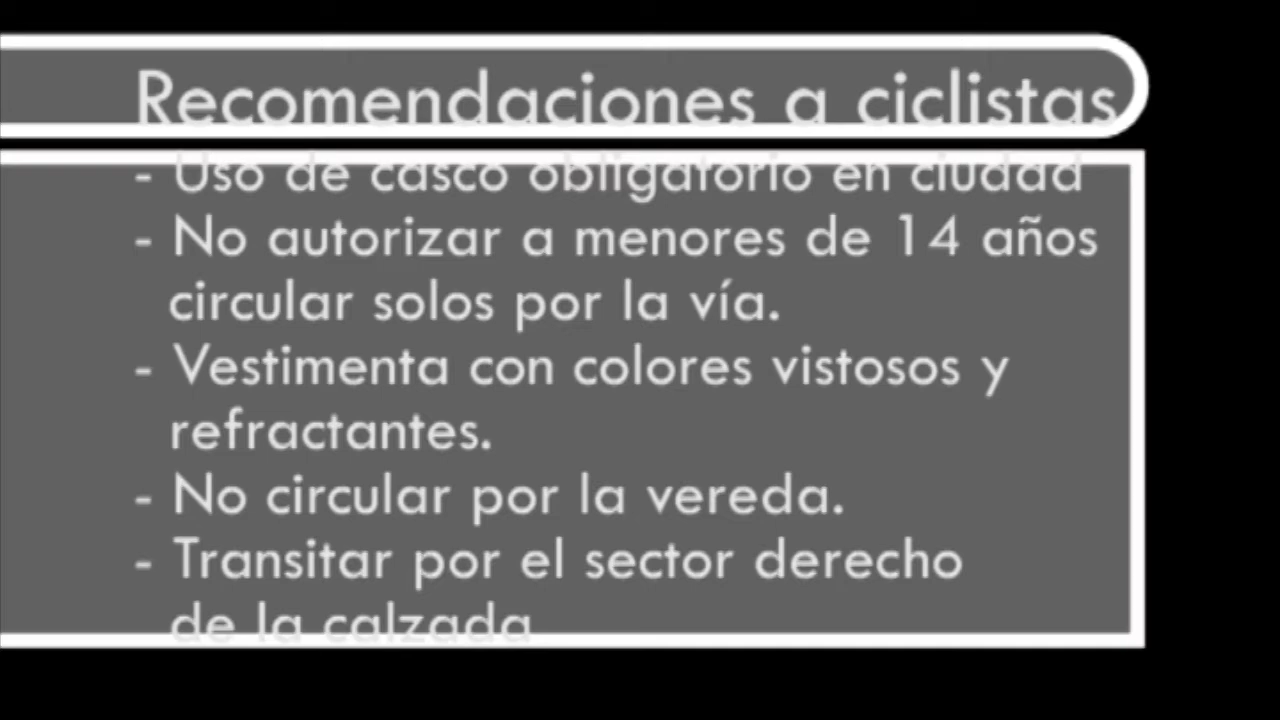 Recomendaciones a ciclistas
- Uso de casco obligatorio en ciudad
- No autorizar a menores de 14 años
circular solos por la vía.
- Vestimenta con colores vistosos y
refractantes.
- No circular por la vereda.
- Transitar por el sector derecho
de la calzada